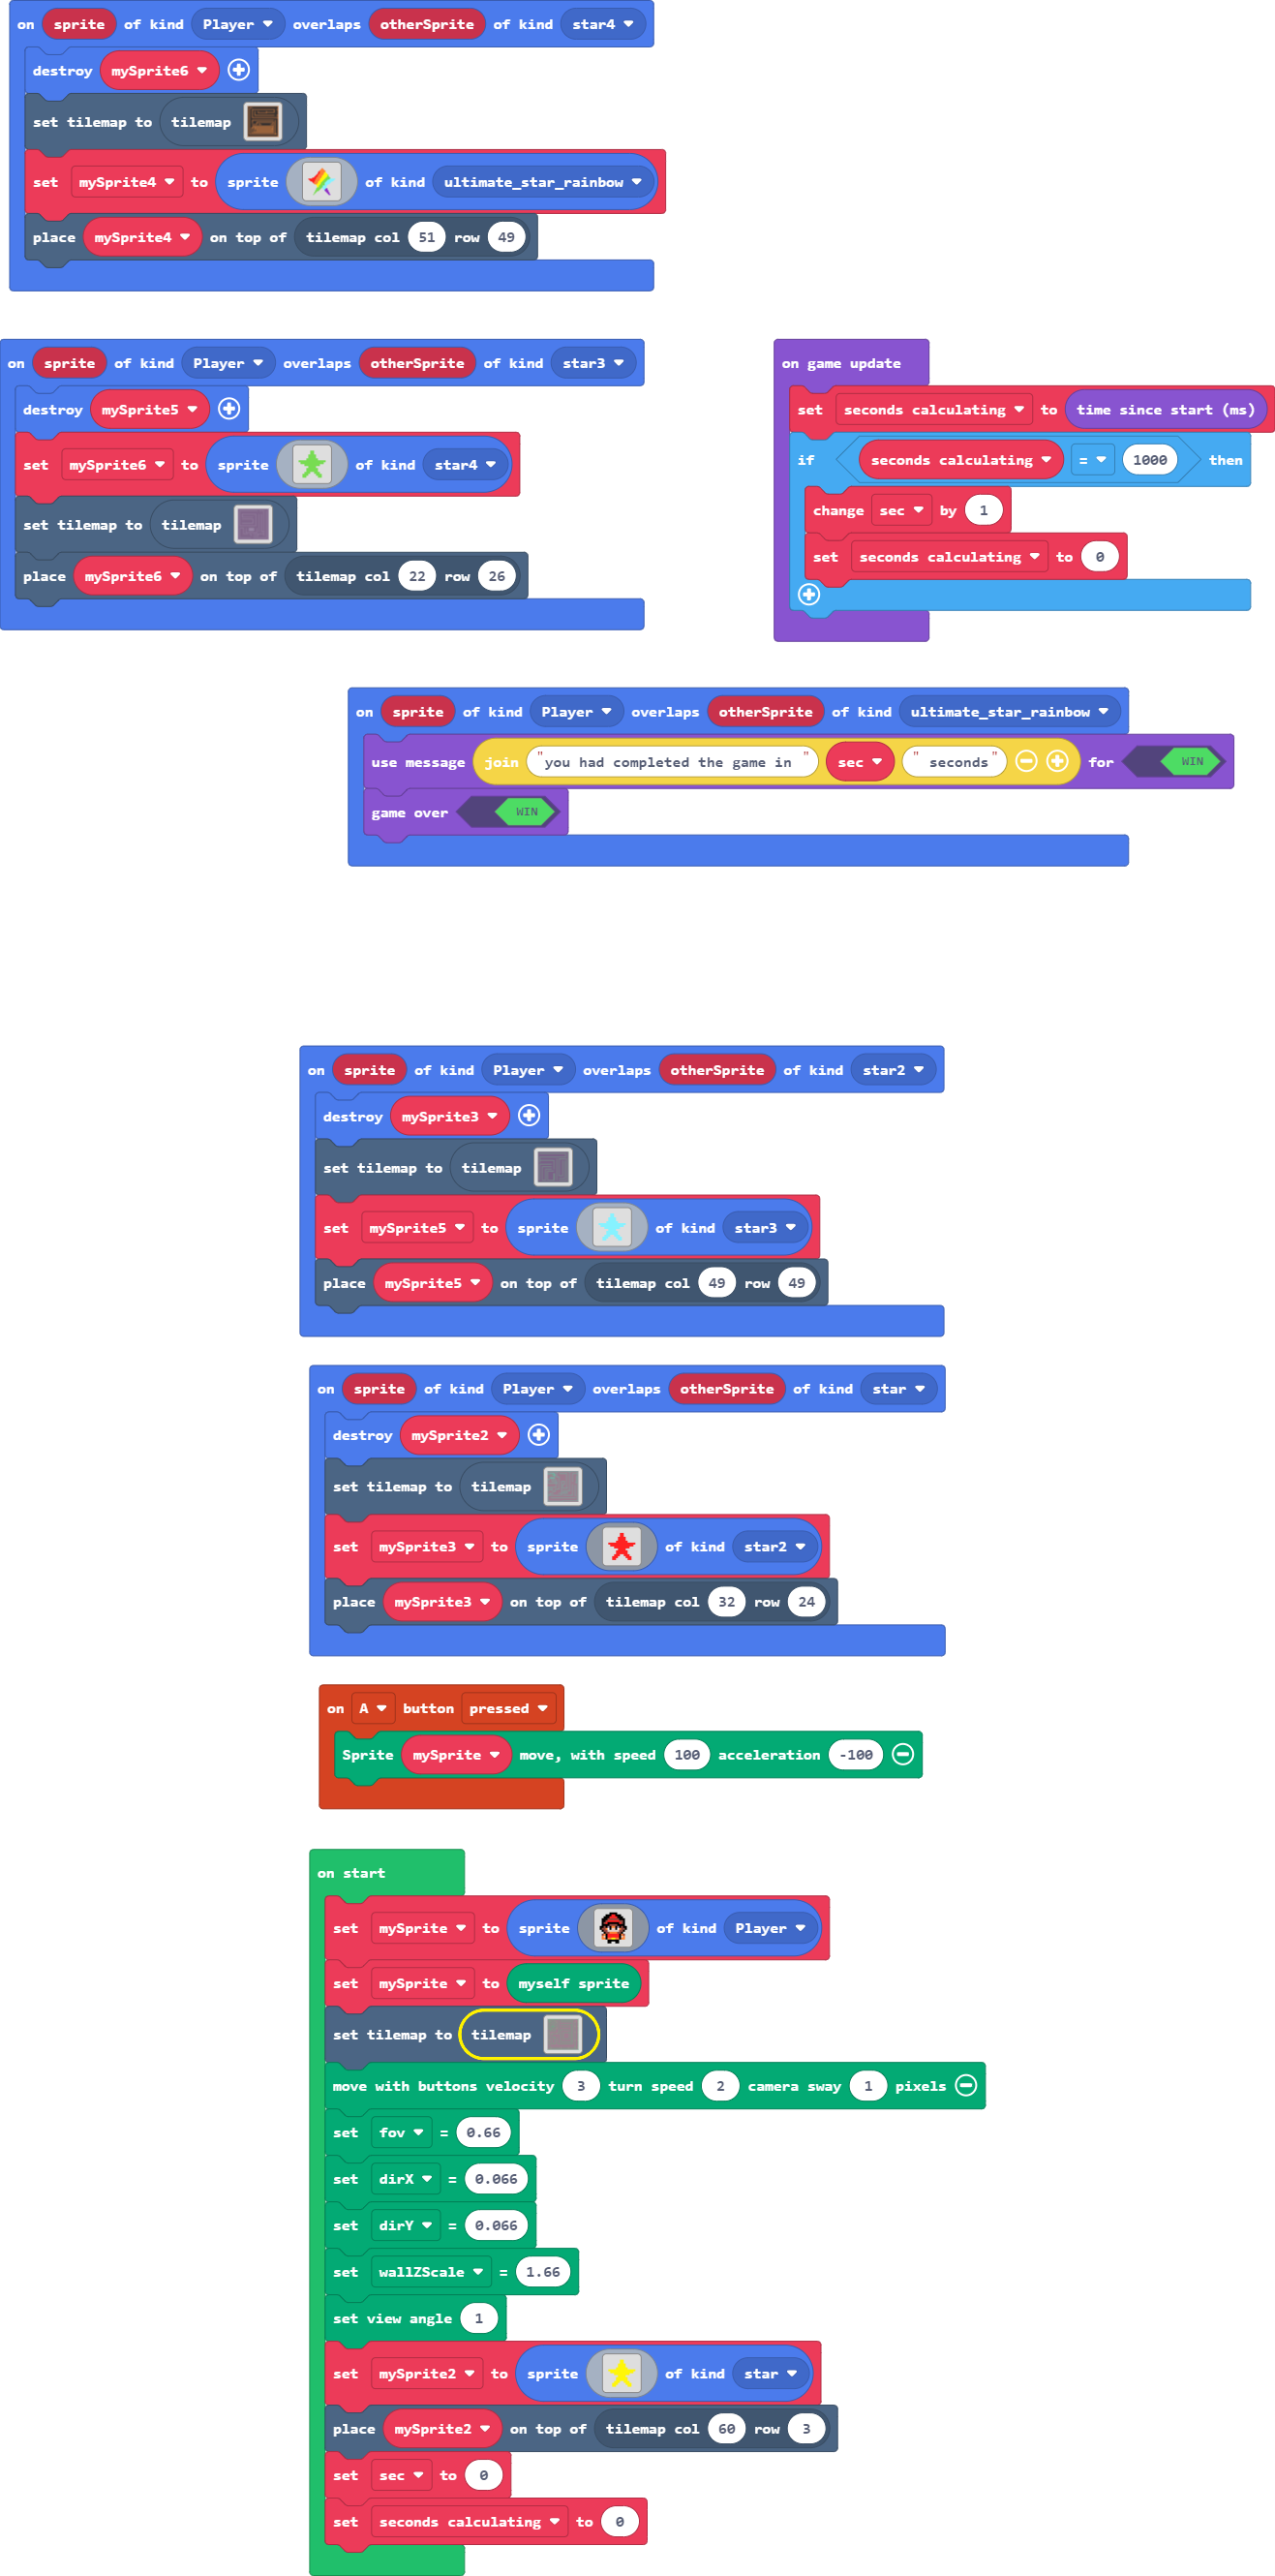 on sprite of kind Player overlaps otherSprite of kind star4
destroy mySprite6
set tilemap to tilemap
set mySprite4 to sprite of kind ultimate_star_rainbow
place mySprite4 on top of tilemap col 51 row 49
on sprite of kind Player overlaps otherSprite of kind star3
destroy mySprite5
set mySprite6 to sprite of kind star4
set tilemap to tilemap
place mySprite6 on top of tilemap col 22 row 26
on game update
set seconds calculating to time since start (ms)
if seconds calculating = 1000 then
change sec by 1
set seconds calculating to 0
on sprite of kind Player overlaps otherSprite of kind ultimate_star_rainbow
use message join "you had completed the game in " sec " seconds" for WIN
game over WIN
on sprite of kind Player overlaps otherSprite of kind star2
destroy mySprite3
set tilemap to tilemap
set mySprite5 to sprite of kind star3
place mySprite5 on top of tilemap col 49 row 49
on sprite of kind Player overlaps otherSprite of kind star
destroy mySprite2
set tilemap to tilemap
set mySprite3 to sprite of kind star2
place mySprite3 on top of tilemap col 32 row 24
on A button pressed
Sprite mySprite move, with speed 100 acceleration -100
on start
set mySprite to sprite of kind Player
set mySprite to myself sprite
set tilemap to tilemap
move with buttons velocity 3 turn speed 2 camera sway 1 pixels
set fov = 0.66
set dirX = 0.066
set dirY = 0.066
set wallZScale = 1.66
set view angle 1
set mySprite2 to sprite of kind star
place mySprite2 on top of tilemap col 60 row 3
set sec to 0
set seconds calculating to 0